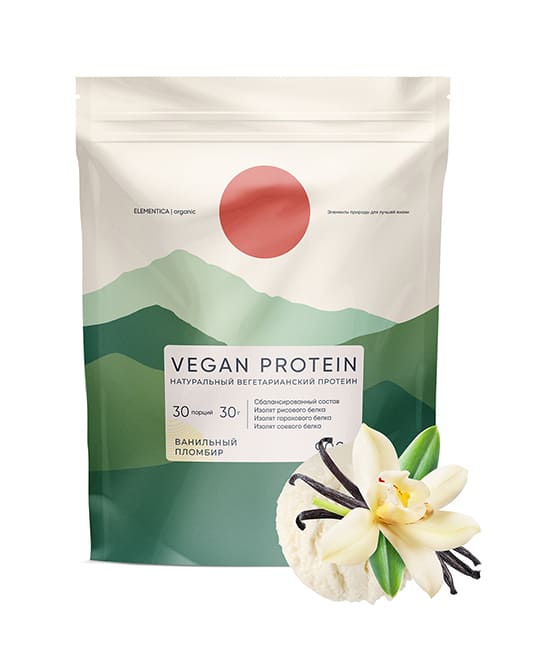 ELEMENTICA | organic
Элементы природы для лучшей жизни
VEGAN PROTEIN
НАТУРАЛЬНЫЙ ВЕГЕТАРИАНСКИЙ ПРОТЕИН
30 порций 30 г
Сбалансированный состав
Изолят рисового белка
Изолят горохового белка
Изолят соевого белка
ВАНИЛЬНЫЙ
ПЛОМБИР